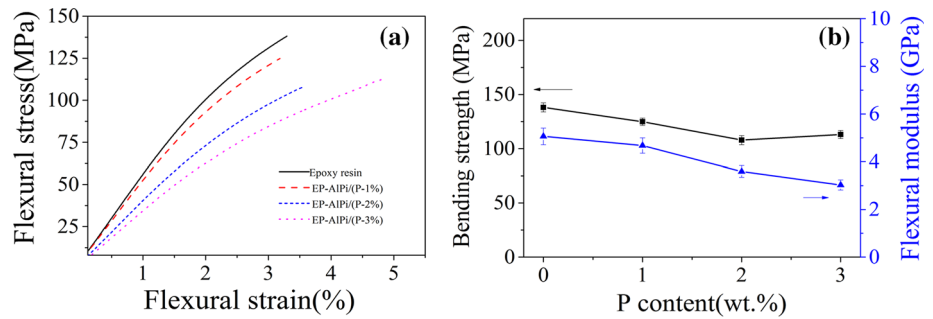 150
125
100
75
50
25
1
2
3
4
5
Flexural stress(MPa)
Flexural strain(%)
(a)
Epoxy resin
EP-AlPi/(P-1%)
EP-AlPi/(P-2%)
EP-AlPi/(P-3%)
200
150
100
50
0
0
1
2
3
10
8
6
4
2
0
Bending strength (MPa)
P content(wt.%)
Flexural modulus (GPa)
(b)